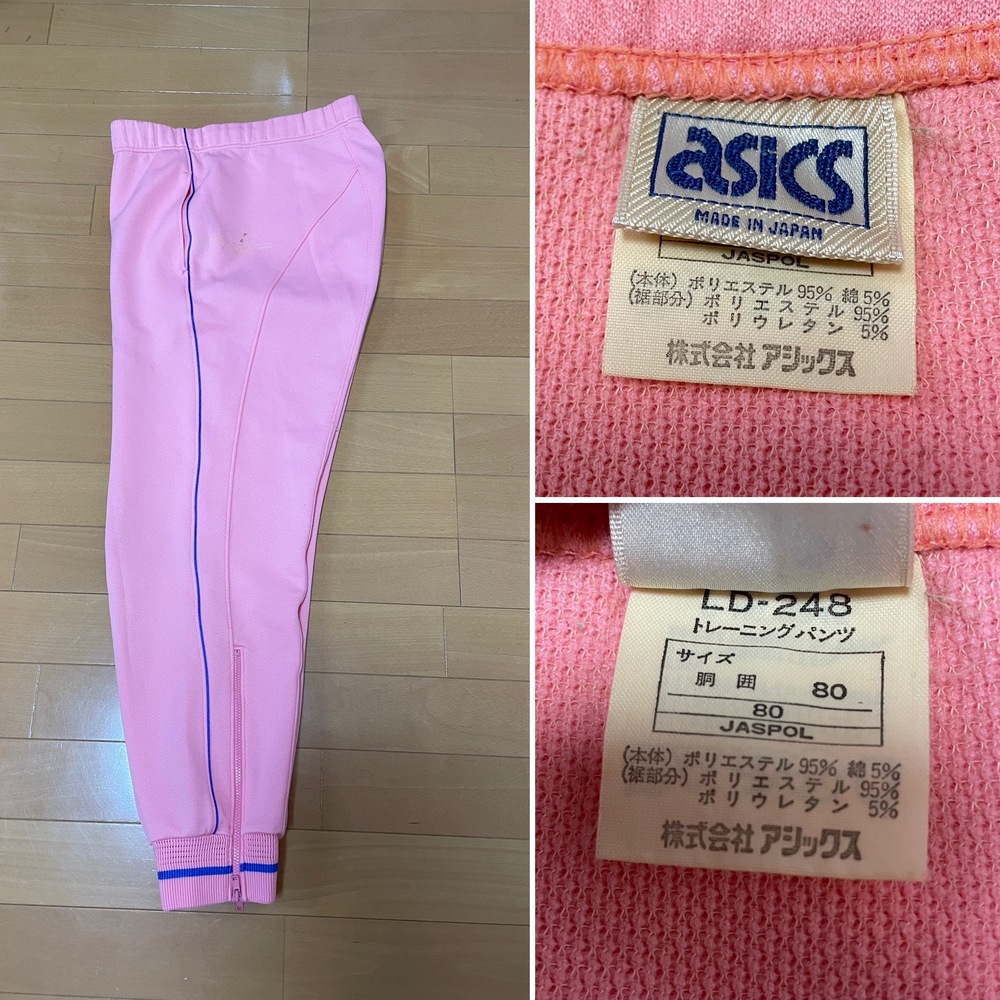 asics
MADE IN JAPAN
JASPOL
(本体) ポリエステル 95% 綿 5%
(裾部分) ポリエステル 95%
ポリウレタン 5%
株式会社 アシックス
LD-248
トレーニングパンツ
サイズ
胴囲 80
80
JASPOL
(本体) ポリエステル 95% 綿 5%
(裾部分) ポリエステル 95%
ポリウレタン 5%
株式会社 アシックス